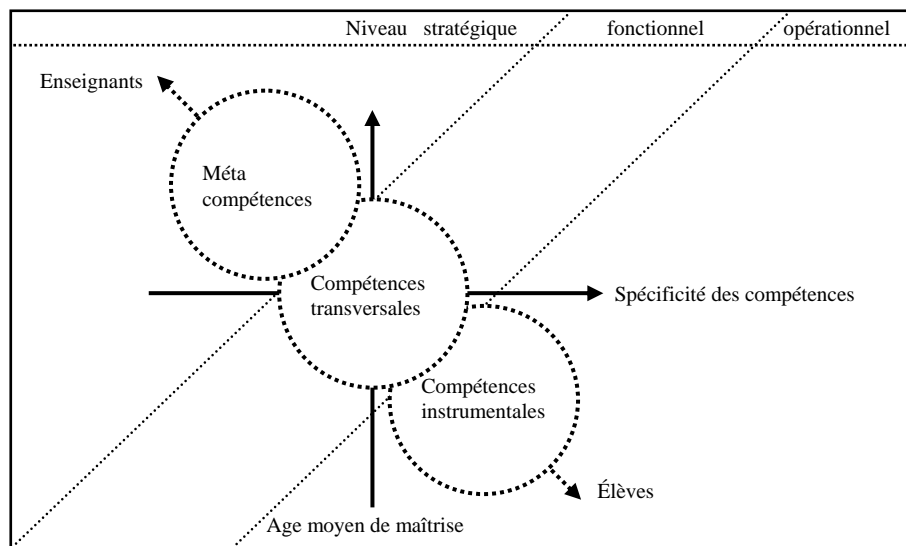 Niveau stratégique fonctionnel opérationnel
Enseignants
Méta
compétences
Compétences
transversales
Spécificité des compétences
Compétences
instrumentales
Élèves
Age moyen de maîtrise